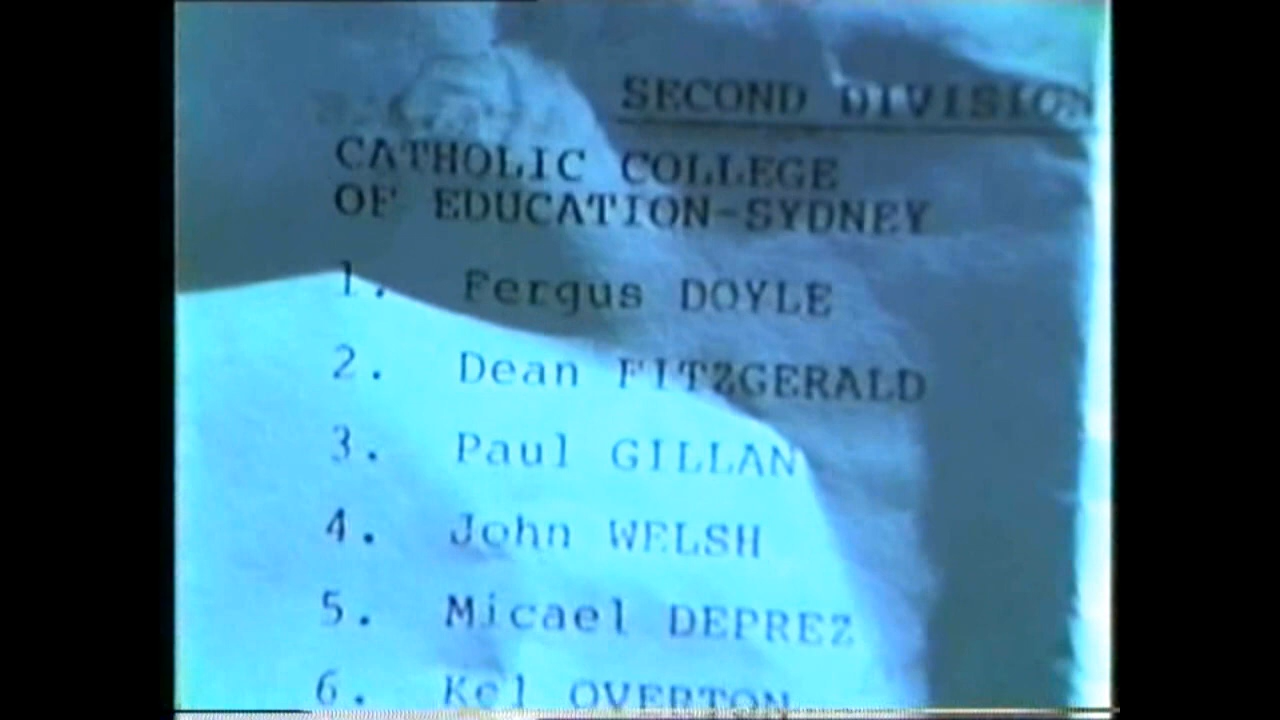 SECOND DIVISION
CATHOLIC COLLEGE
OF EDUCATION-SYDNEY
1. Fergus DOYLE
2. Dean FITZGERALD
3. Paul GILLAN
4. John WELSH
5. Micael DEPREZ
6. Kel OVERTON